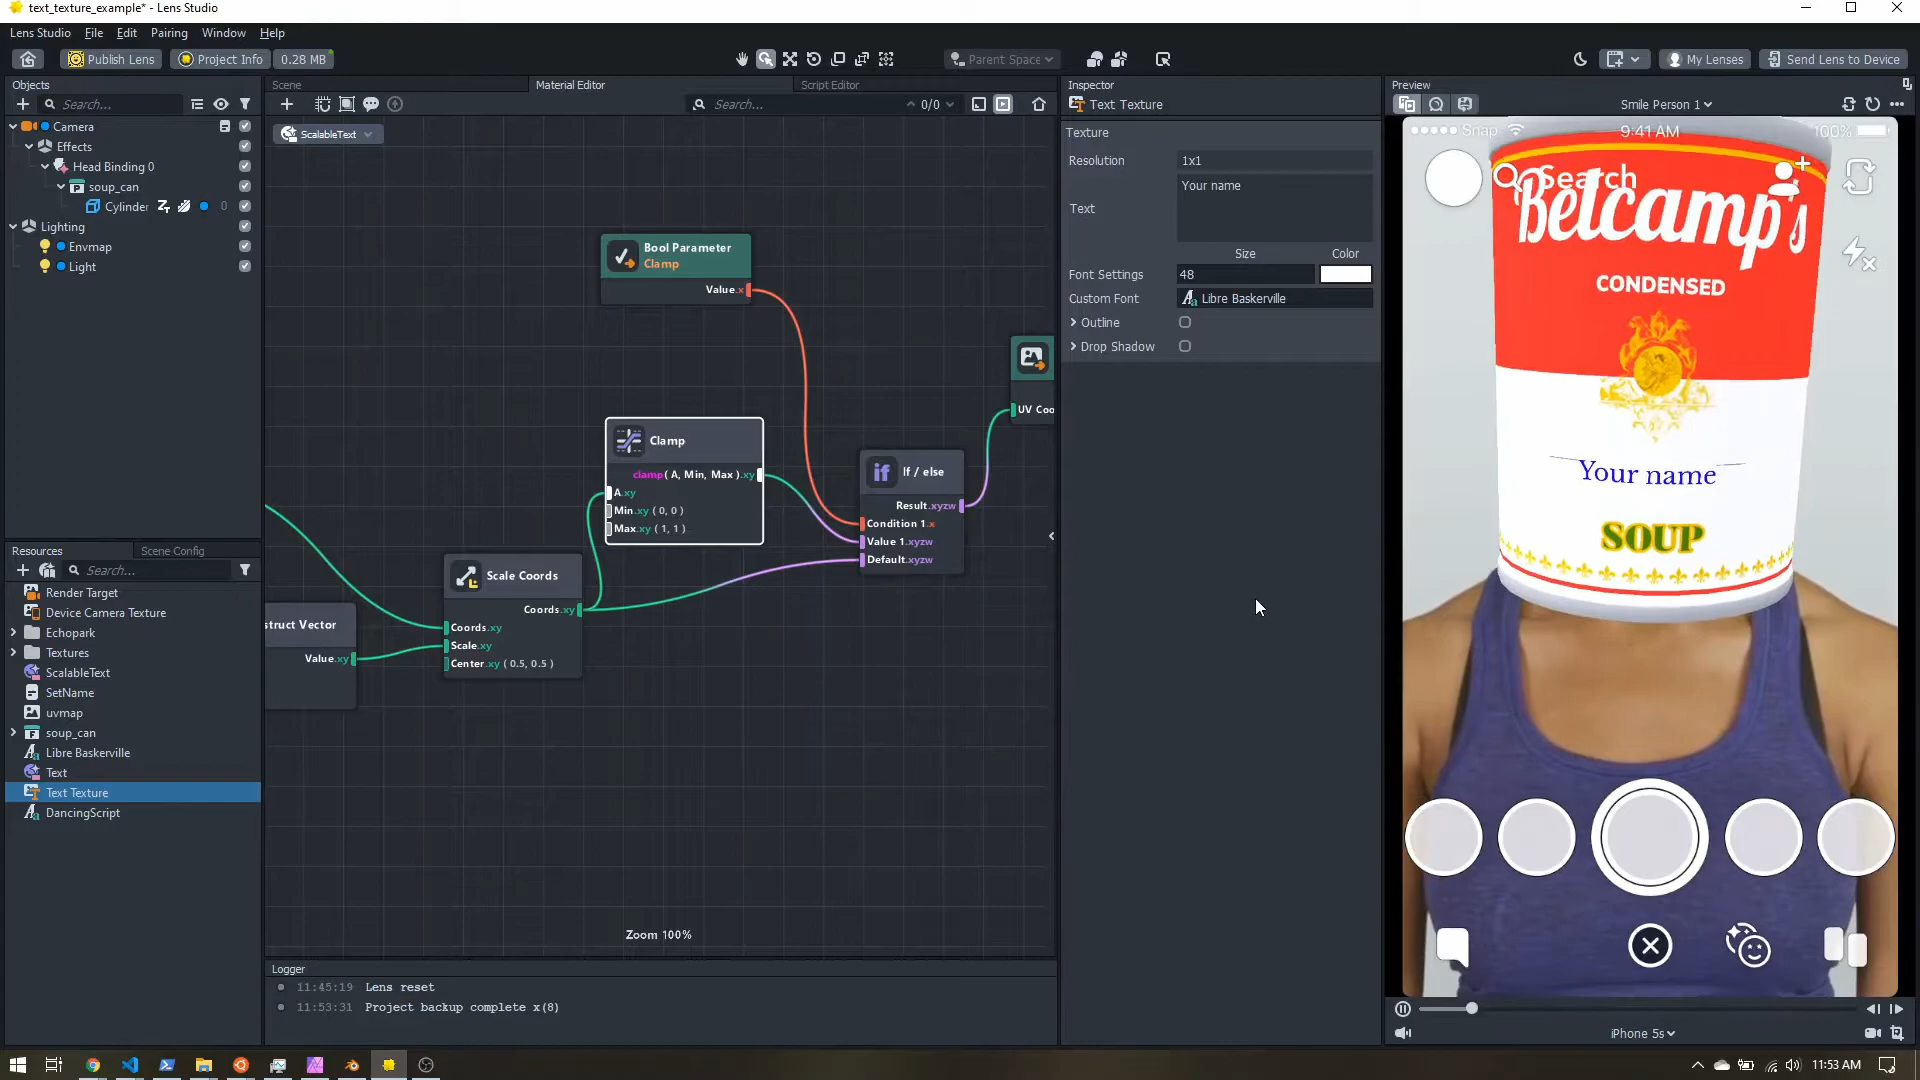 text_texture_example* - Lens Studio
Lens Studio File Edit Pairing Window Help
Publish Lens Project Info 0.28 MB Parent Space My Lenses Send Lens to Device
Objects
Search...
Camera
Effects
Head Binding 0
soup_can
Cylinder 0
Lighting
Envmap
Light
Resources Scene Config
Search...
Render Target
Device Camera Texture
Echopark
Textures
ScalableText
SetName
uvmap
soup_can
Libre Baskerville
Text
Text Texture
DancingScript
Scene Material Editor Script Editor
Search... 0/0
ScalableText
Bool Parameter
Clamp
Value.x
Clamp
clamp( A, Min, Max ).xy
A.xy
Min.xy ( 0, 0 )
Max.xy ( 1, 1 )
if If / else
Result.xyzw
Condition 1.x
Value 1.xyzw
Default.xyzw
UV Coo
Scale Coords
Coords.xy
Coords.xy
Scale.xy
Center.xy ( 0.5, 0.5 )
struct Vector
Value.xy
Zoom 100%
Logger
11:45:19 Lens reset
11:53:31 Project backup complete x(8)
Inspector
Text Texture
Texture
Resolution 1x1
Text Your name
Size Color
Font Settings 48
Custom Font Libre Baskerville
Outline
Drop Shadow
Preview
Smile Person 1
Snap 9:41 AM 100%
Search
Belcamp's
CONDENSED
Your name
SOUP
iPhone 5s
11:53 AM